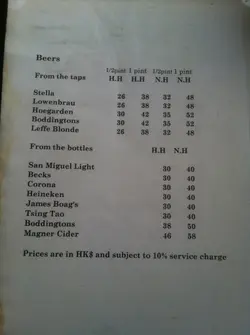 Beers
1/2pint 1 pint 1/2pint 1 pint
From the taps H.H H.H N.H N.H
Stella 26 38 32 48
Lowenbrau 26 38 32 48
Hoegarden 30 42 35 52
Boddingtons 30 42 35 52
Leffe Blonde 26 38 32 48
From the bottles H.H N.H
San Miguel Light 30 40
Becks 30 40
Corona 30 40
Heineken 30 40
James Boag's 30 40
Tsing Tao 30 40
Boddingtons 38 50
Magner Cider 46 58
Prices are in HK$ and subject to 10% service charge